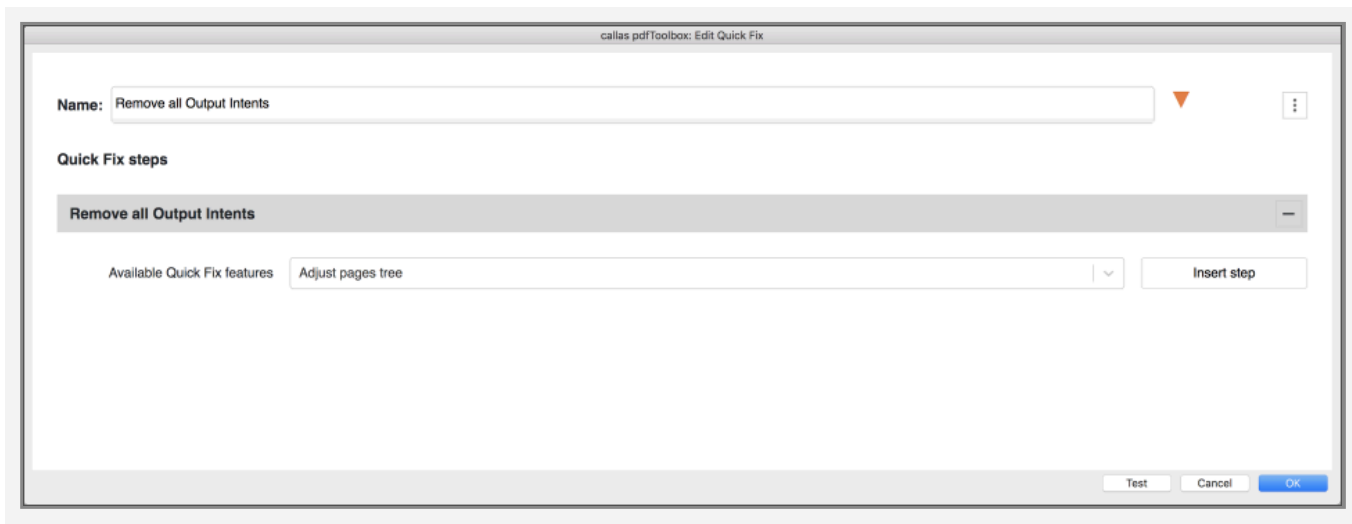 callas pdfToolbox: Edit Quick Fix
Name: Remove all Output Intents
Quick Fix steps
Remove all Output Intents
Available Quick Fix features Adjust pages tree Insert step
Test Cancel OK